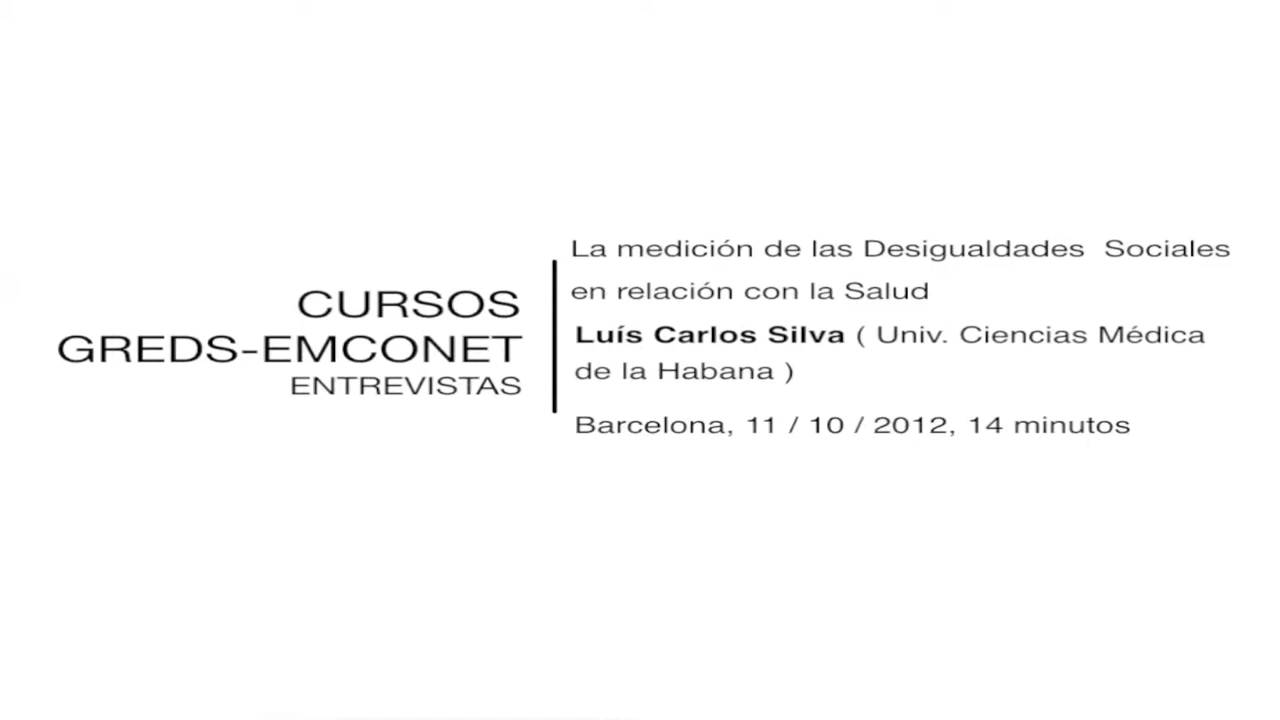 CURSOS
GREDS-EMCONET
ENTREVISTAS
La medición de las Desigualdades Sociales
en relación con la Salud
Luís Carlos Silva ( Univ. Ciencias Médica
de la Habana )
Barcelona, 11 / 10 / 2012, 14 minutos